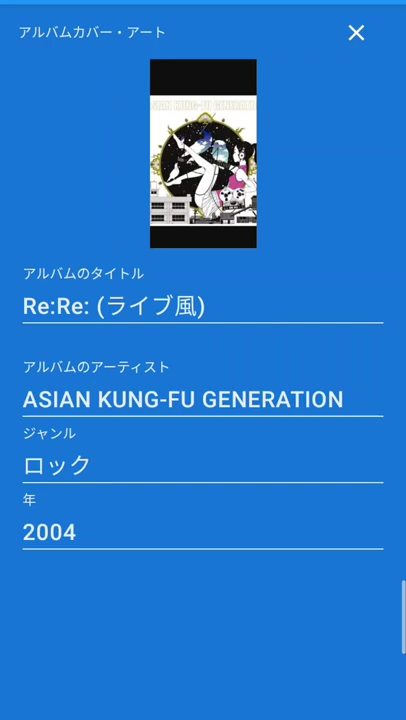 アルバムカバー・アート
ASIAN KUNG-FU GENERATION
アルバムのタイトル
Re:Re: (ライブ風)
アルバムのアーティスト
ASIAN KUNG-FU GENERATION
ジャンル
ロック
年
2004